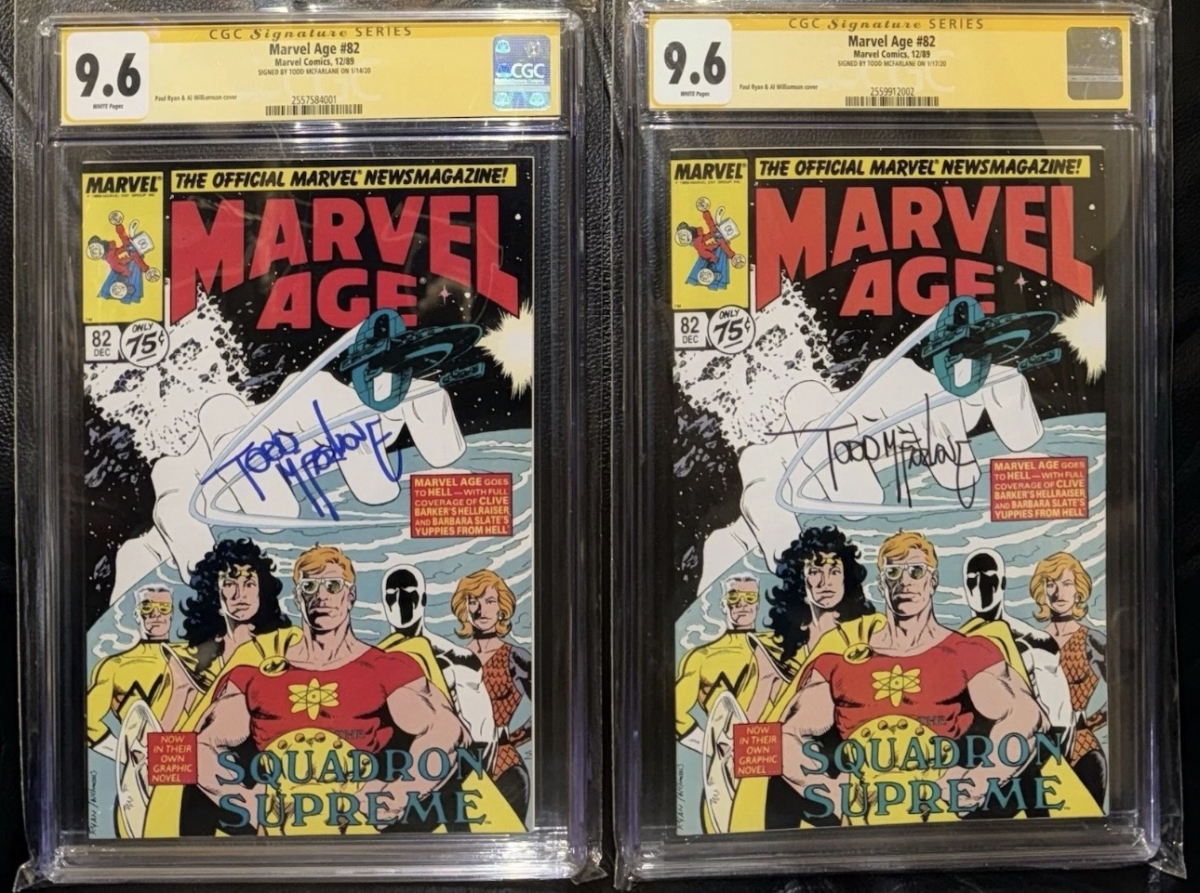 CGC Signature SERIES
9.6
WHITE Pages
Marvel Age #82
Marvel Comics, 12/89
SIGNED BY TODD MCFARLANE ON 1/14/20
Paul Ryan & Al Williamson cover
2557584001
CGC
MARVEL
THE OFFICIAL MARVEL NEWSMAGAZINE!
MARVEL
AGE
82
DEC
ONLY
75¢
TODD
MCFARLANE
MARVEL AGE GOES
TO HELL—WITH FULL
COVERAGE OF CLIVE
BARKER'S HELLRAISER
AND BARBARA SLATE'S
YUPPIES FROM HELL
NOW
IN THEIR
OWN
GRAPHIC
NOVEL
THE
SQUADRON
SUPREME
RYAN/WILLIAMSON
CGC Signature SERIES
9.6
WHITE Pages
Marvel Age #82
Marvel Comics, 12/89
SIGNED BY TODD MCFARLANE ON 1/17/20
Paul Ryan & Al Williamson cover
2559912002
MARVEL
THE OFFICIAL MARVEL NEWSMAGAZINE!
MARVEL
AGE
82
DEC
ONLY
75¢
TODD MCFARLANE
MARVEL AGE GOES
TO HELL—WITH FULL
COVERAGE OF CLIVE
BARKER'S HELLRAISER
AND BARBARA SLATE'S
YUPPIES FROM HELL
NOW
IN THEIR
OWN
GRAPHIC
NOVEL
THE
SQUADRON
SUPREME
RYAN/WILLIAMSON